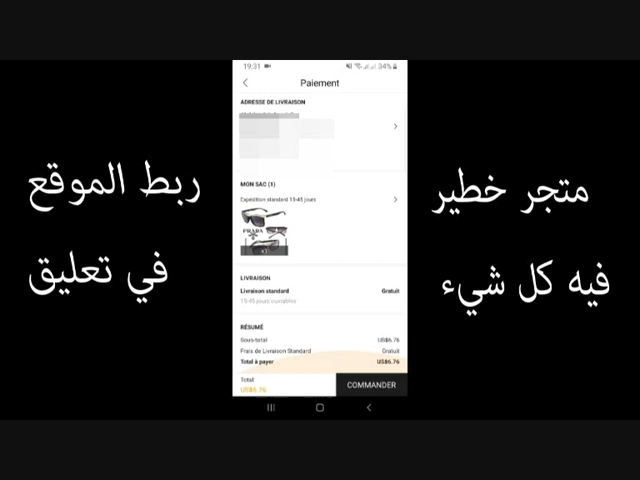 متجر خطير
فيه كل شيء
ربط الموقع
في تعليق
19:31
34%
Paiement
ADRESSE DE LIVRAISON
MON SAC (1)
Expédition standard 15-45 jours
PRADA
LIVRAISON
Livraison standard Gratuit
15-45 jours ouvrables
RÉSUMÉ
Sous-total US$6.76
Frais de Livraison Standard Gratuit
Total à payer US$6.76
Total:
US$6.76
COMMANDER